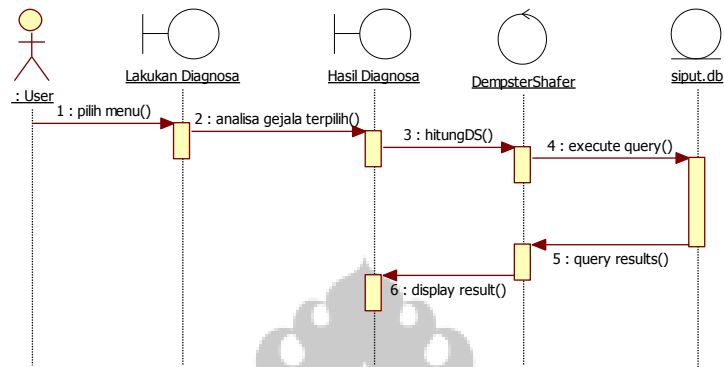 Lakukan Diagnosa
Hasil Diagnosa
DempsterShafer
siput.db
: User
1 : pilih menu()
2 : analisa gejala terpilih()
3 : hitungDS()
4 : execute query()
5 : query results()
6 : display result()